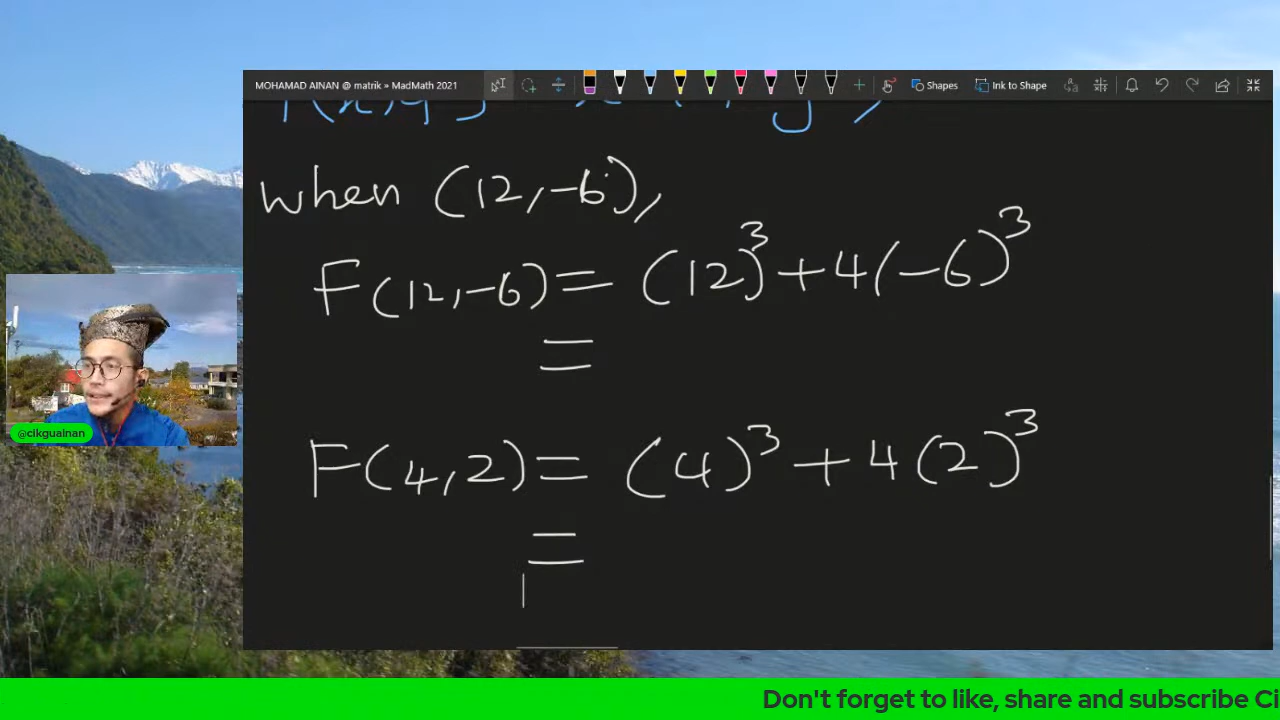 MOHAMAD AINAN @ matrik » MadMath 2021
Shapes
Ink to Shape
when (12,-6),
F(12,-6) = (12)³ + 4(-6)³
=
F(4,2) = (4)³ + 4(2)³
=
@cikguainan
Don't forget to like, share and subscribe Ci